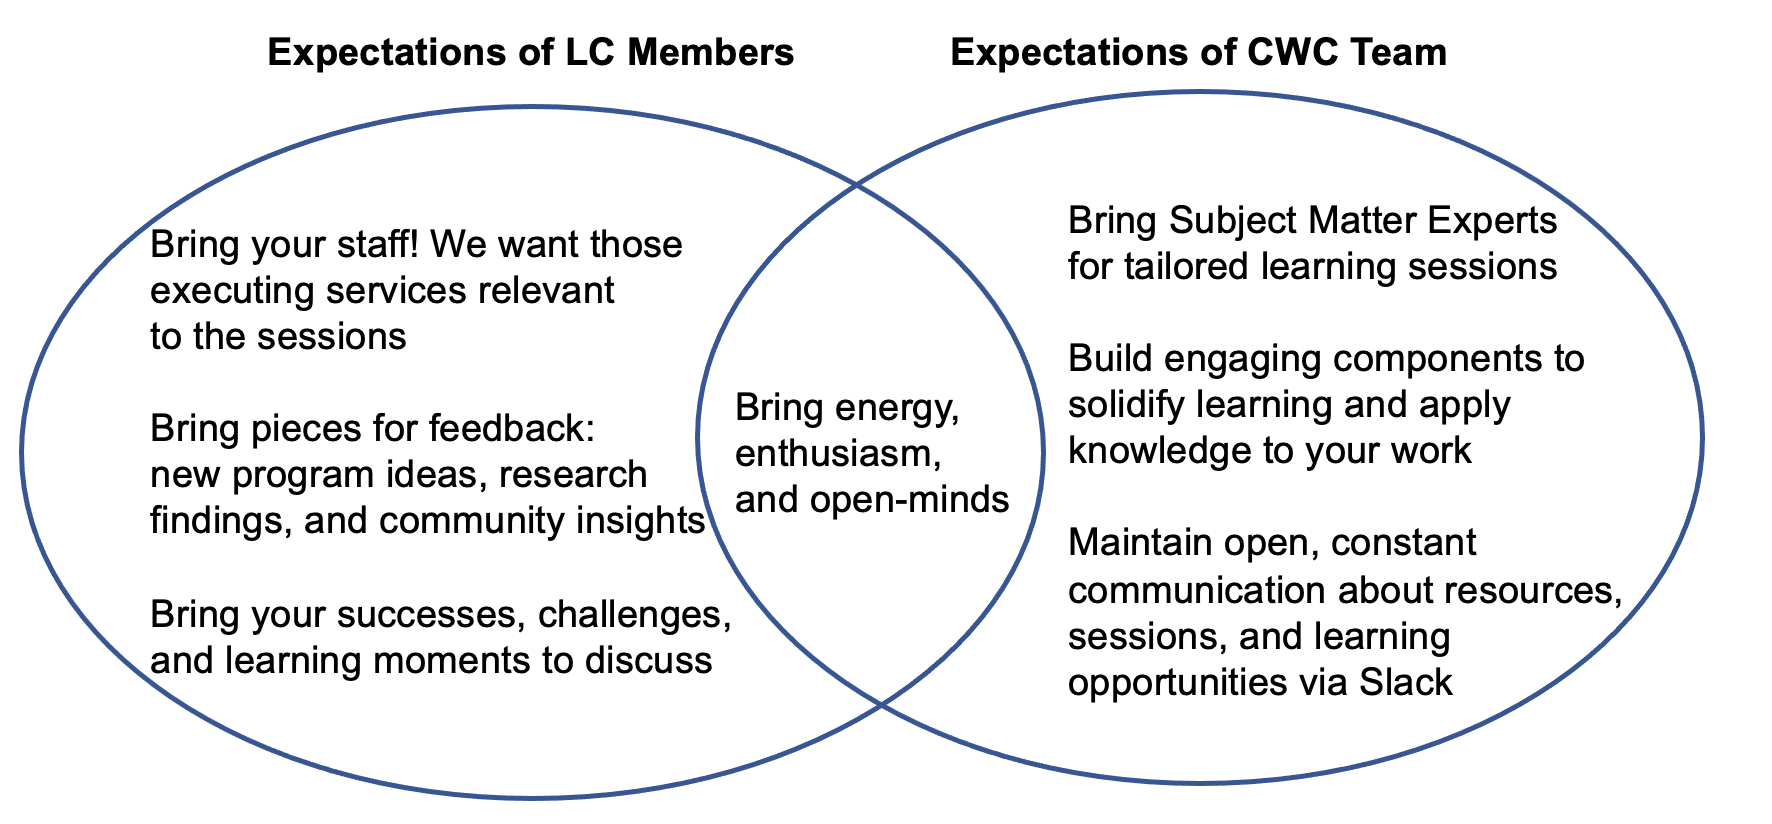 Expectations of LC Members
Expectations of CWC Team
Bring your staff! We want those
executing services relevant
to the sessions
Bring pieces for feedback:
new program ideas, research
findings, and community insights
Bring your successes, challenges,
and learning moments to discuss
Bring energy,
enthusiasm,
and open-minds
Bring Subject Matter Experts
for tailored learning sessions
Build engaging components to
solidify learning and apply
knowledge to your work
Maintain open, constant
communication about resources,
sessions, and learning
opportunities via Slack